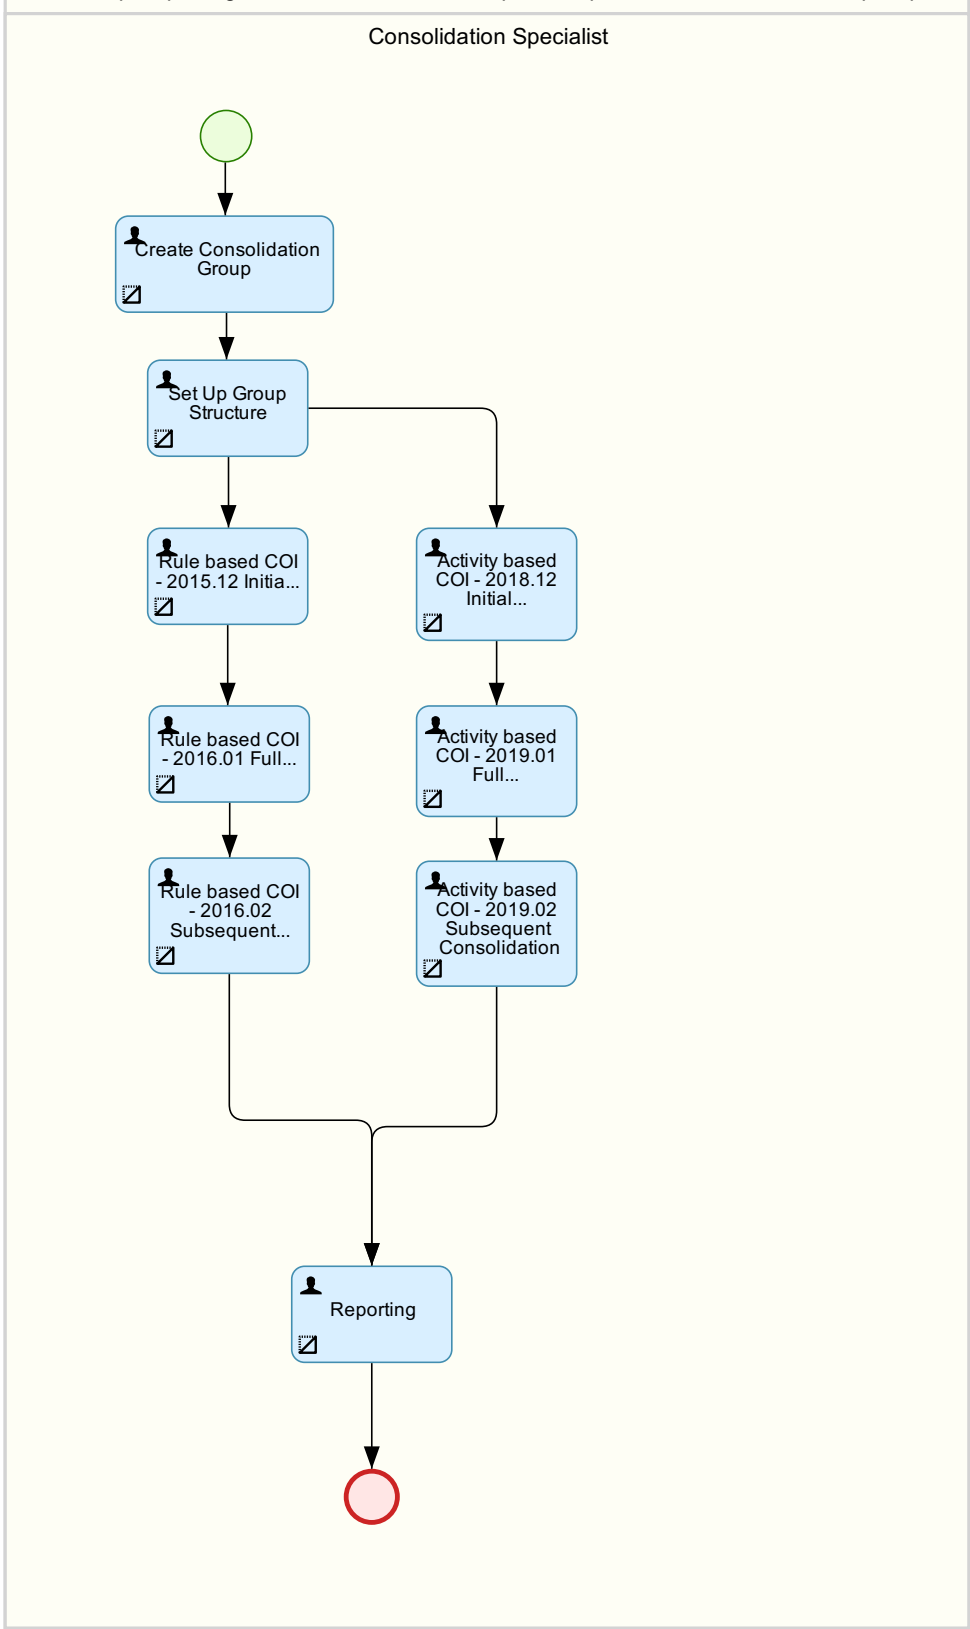 Consolidation Specialist
Create Consolidation
Group
Set Up Group
Structure
Rule based COI
- 2015.12 Initia...
Activity based
COI - 2018.12
Initial...
Rule based COI
- 2016.01 Full...
Activity based
COI - 2019.01
Full...
Rule based COI
- 2016.02
Subsequent...
Activity based
COI - 2019.02
Subsequent
Consolidation
Reporting